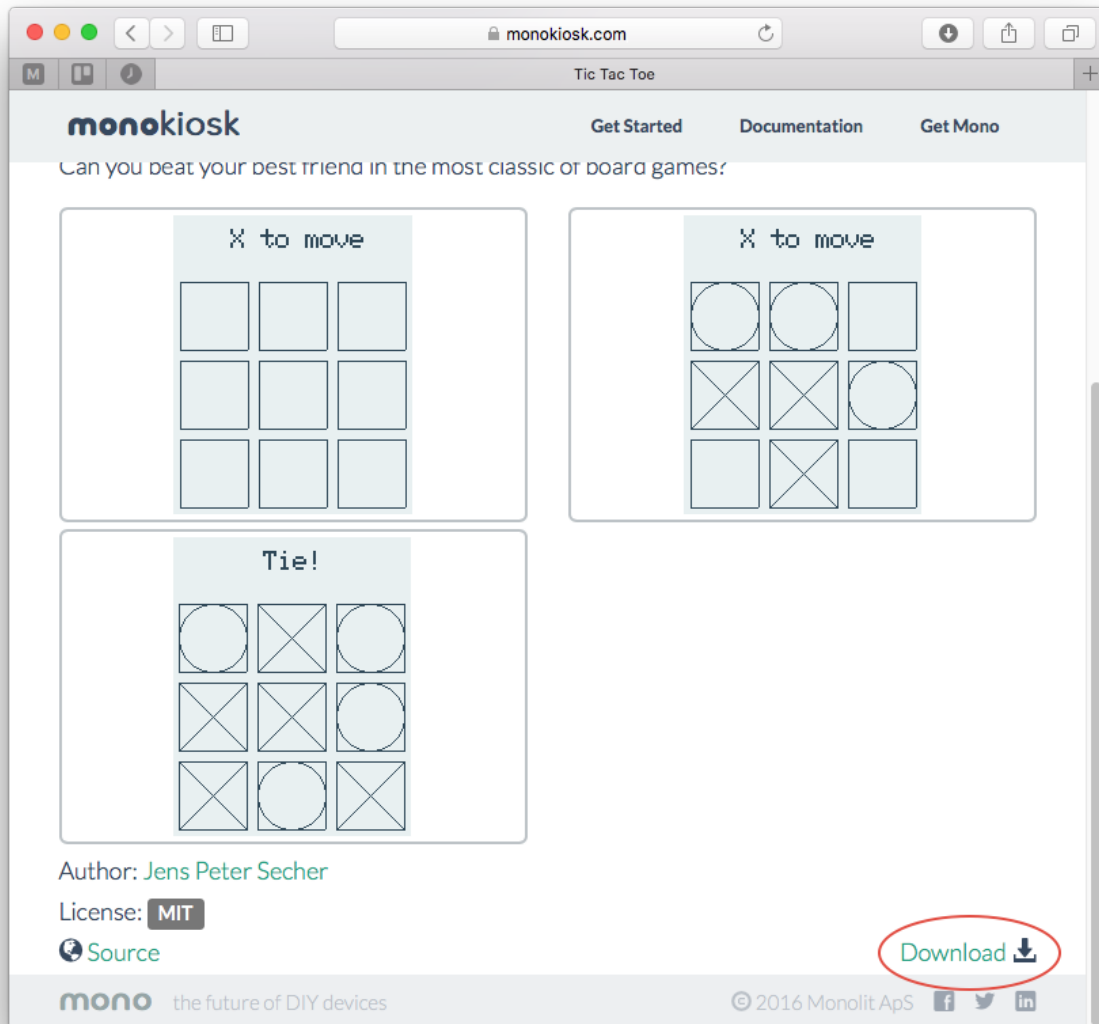 monokiosk.com
M
Tic Tac Toe
monokiosk
Get Started Documentation Get Mono
Can you beat your best friend in the most classic of board games?
X to move
X to move
Tie!
Author: Jens Peter Secher
License: MIT
Source
Download
mono the future of DIY devices
© 2016 Monolit ApS f in